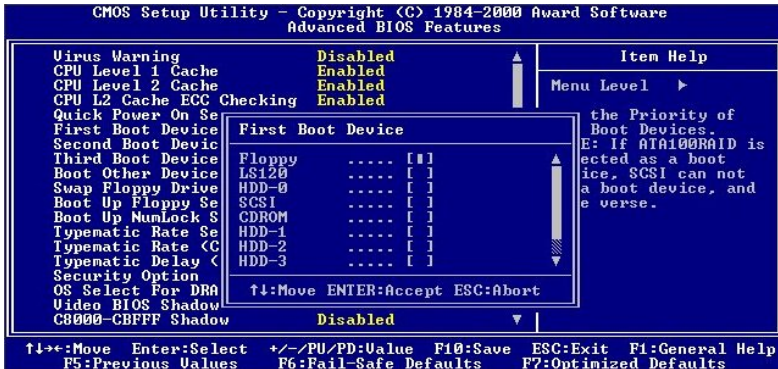 CMOS Setup Utility - Copyright (C) 1984-2000 Award Software
Advanced BIOS Features
Virus Warning Disabled
CPU Level 1 Cache Enabled
CPU Level 2 Cache Enabled
CPU L2 Cache ECC Checking Enabled
Quick Power On Se
First Boot Device
Second Boot Devic
Third Boot Device
Boot Other Device
Swap Floppy Drive
Boot Up Floppy Se
Boot Up NumLock S
Typematic Rate Se
Typematic Rate (C
Typematic Delay (
Security Option
OS Select For DRA
Video BIOS Shadow
C8000-CBFFF Shadow Disabled
First Boot Device
Floppy ..... [▮]
LS120 ..... [ ]
HDD-0 ..... [ ]
SCSI ..... [ ]
CDROM ..... [ ]
HDD-1 ..... [ ]
HDD-2 ..... [ ]
HDD-3 ..... [ ]
↑↓:Move ENTER:Accept ESC:Abort
Item Help
Menu Level ▶
the Priority of
Boot Devices.
E: If ATA100RAID is
ected as a boot
ice, SCSI can not
a boot device, and
e verse.
↑↓→←:Move Enter:Select +/-/PU/PD:Value F10:Save ESC:Exit F1:General Help
F5:Previous Values F6:Fail-Safe Defaults F7:Optimized Defaults